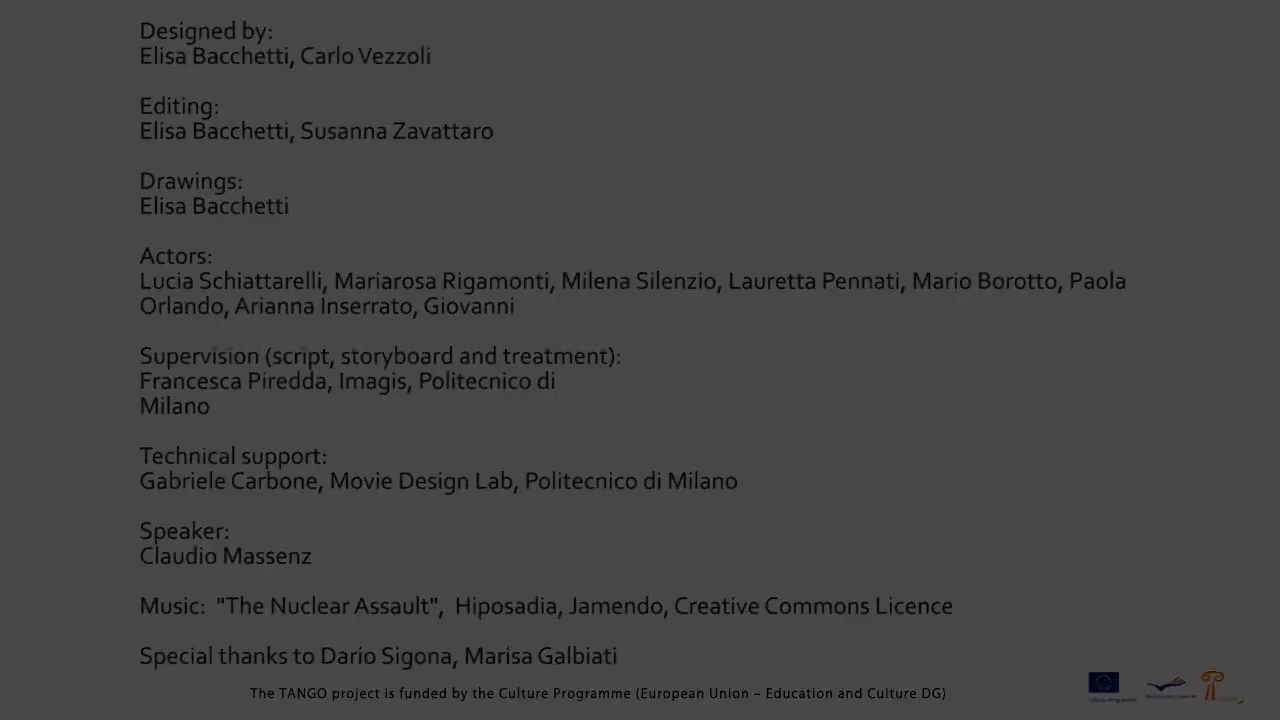 Designed by:
Elisa Bacchetti, Carlo Vezzoli
Editing:
Elisa Bacchetti, Susanna Zavattaro
Drawings:
Elisa Bacchetti
Actors:
Lucia Schiattarelli, Mariarosa Rigamonti, Milena Silenzio, Lauretta Pennati, Mario Borotto, Paola
Orlando, Arianna Inserrato, Giovanni
Supervision (script, storyboard and treatment):
Francesca Piredda, Imagis, Politecnico di
Milano
Technical support:
Gabriele Carbone, Movie Design Lab, Politecnico di Milano
Speaker:
Claudio Massenz
Music: "The Nuclear Assault", Hiposadia, Jamendo, Creative Commons Licence
Special thanks to Dario Sigona, Marisa Galbiati
The TANGO project is funded by the Culture Programme (European Union – Education and Culture DG)